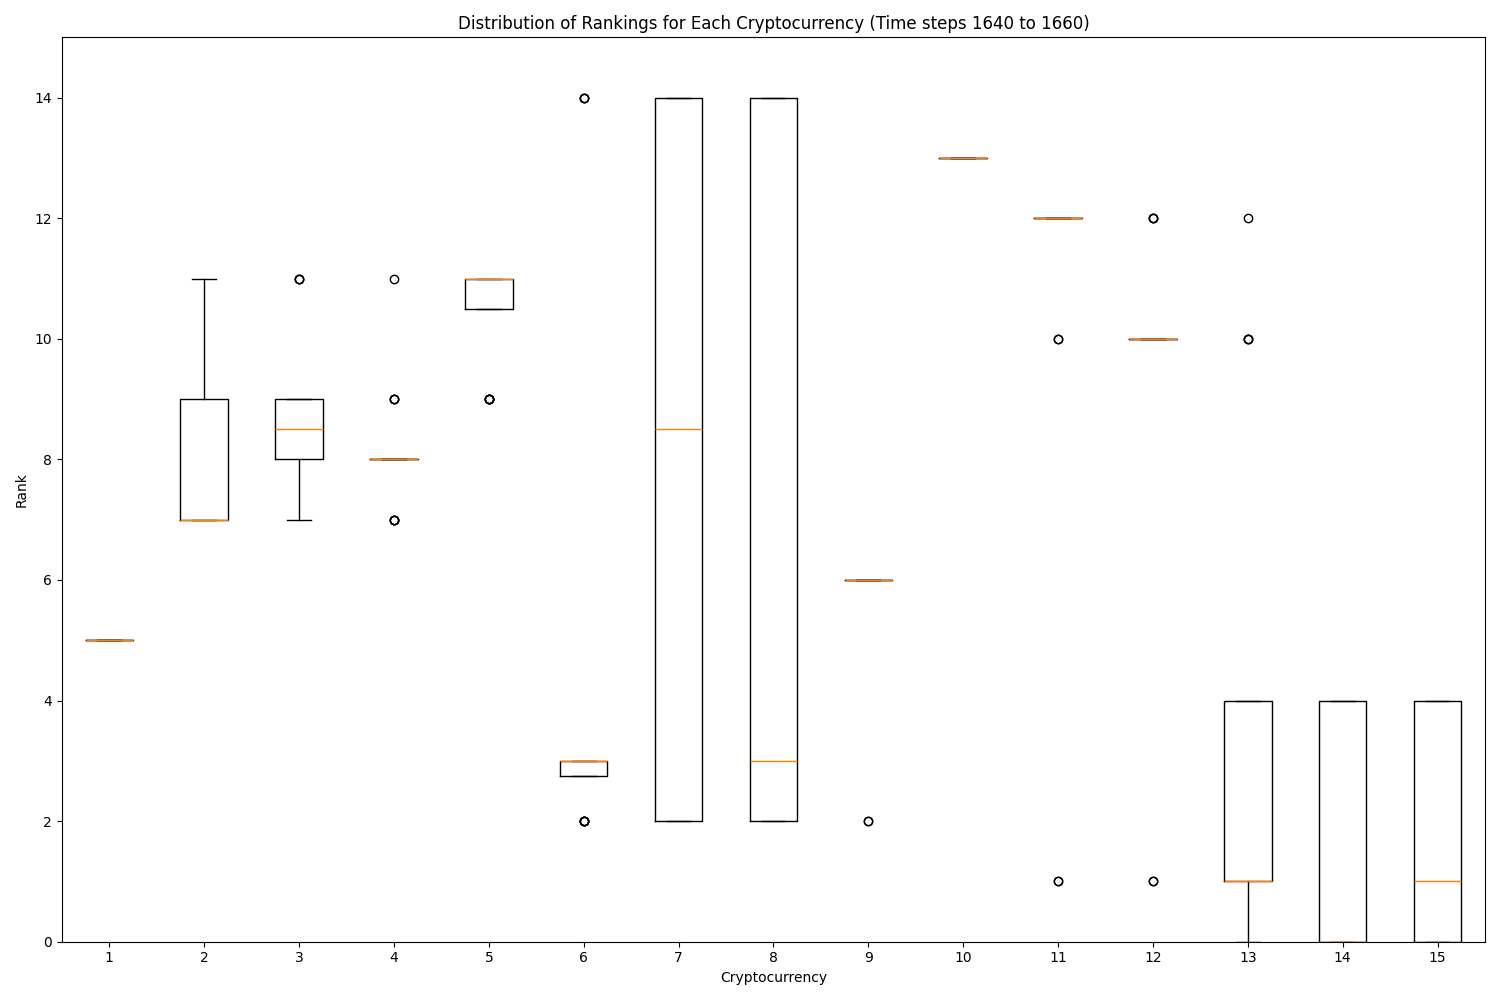 Distribution of Rankings for Each Cryptocurrency (Time steps 1640 to 1660)
Rank
14
12
10
8
6
4
2
0
1 2 3 4 5 6 7 8 9 10 11 12 13 14 15
Cryptocurrency